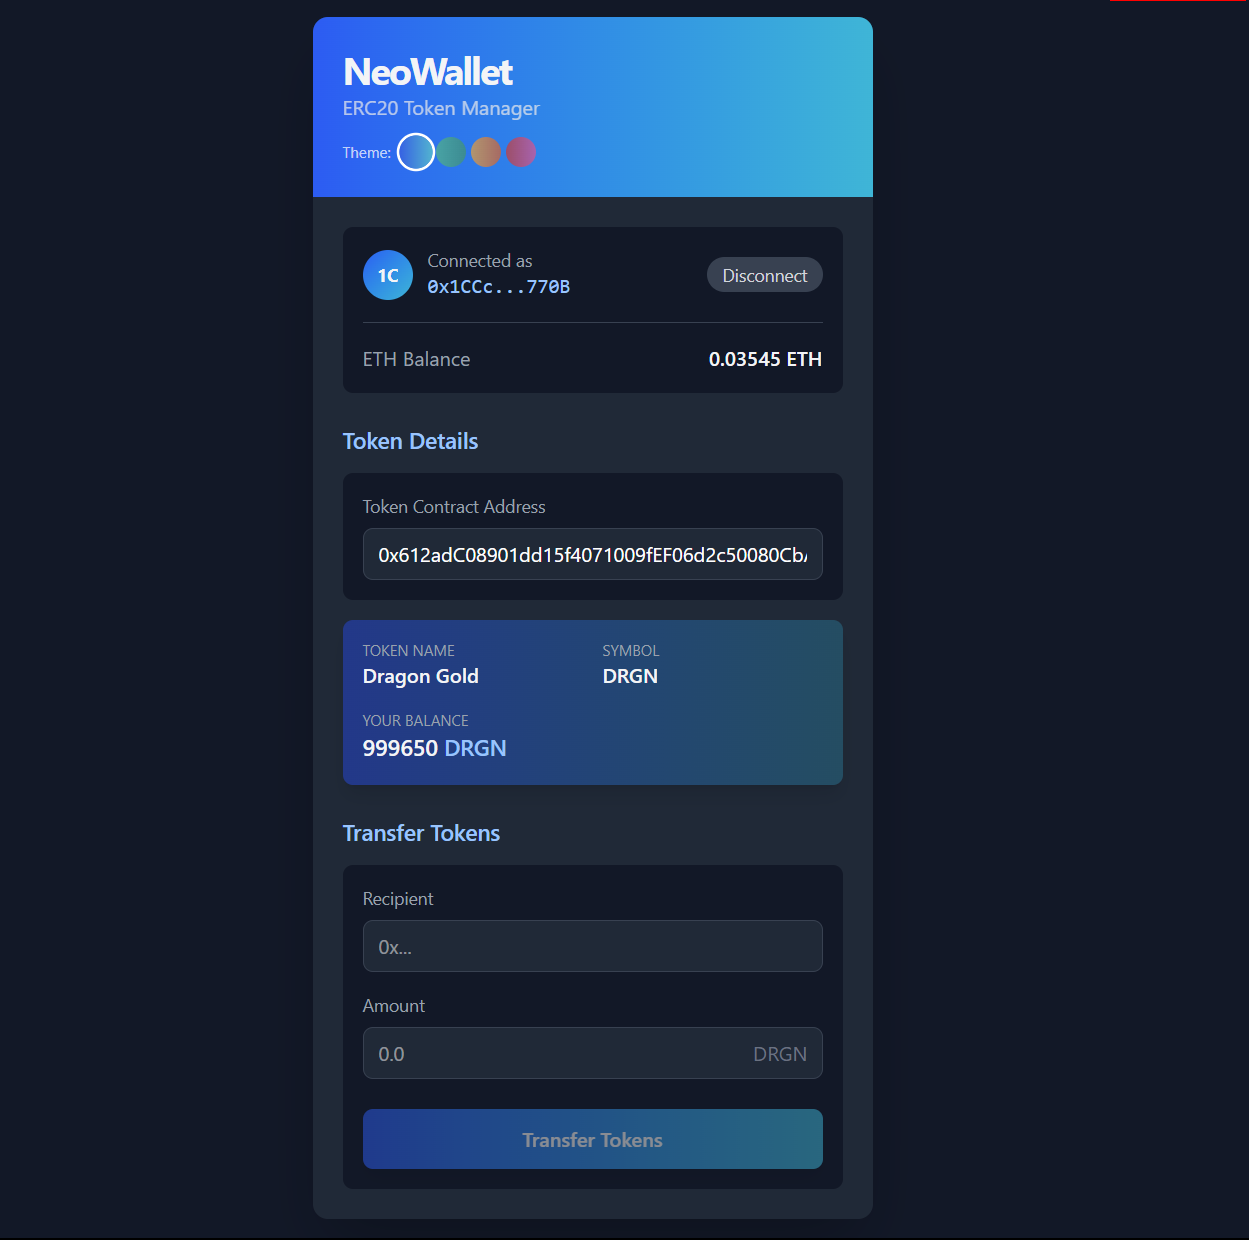 NeoWallet
ERC20 Token Manager
Theme:
1C
Connected as
0x1CCc...770B
Disconnect
ETH Balance
0.03545 ETH
Token Details
Token Contract Address
0x612adC08901dd15f4071009fEF06d2c50080Cb
TOKEN NAME
Dragon Gold
SYMBOL
DRGN
YOUR BALANCE
999650 DRGN
Transfer Tokens
Recipient
0x...
Amount
0.0
DRGN
Transfer Tokens